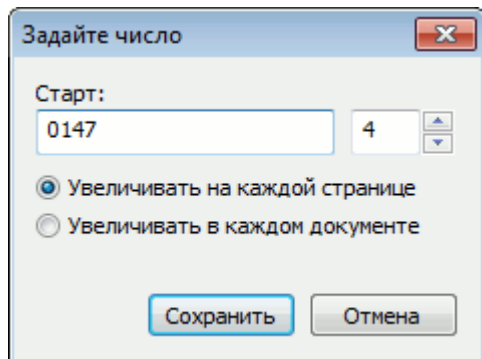 Задайте число
Старт:
0147 4
Увеличивать на каждой странице
Увеличивать в каждом документе
Сохранить Отмена